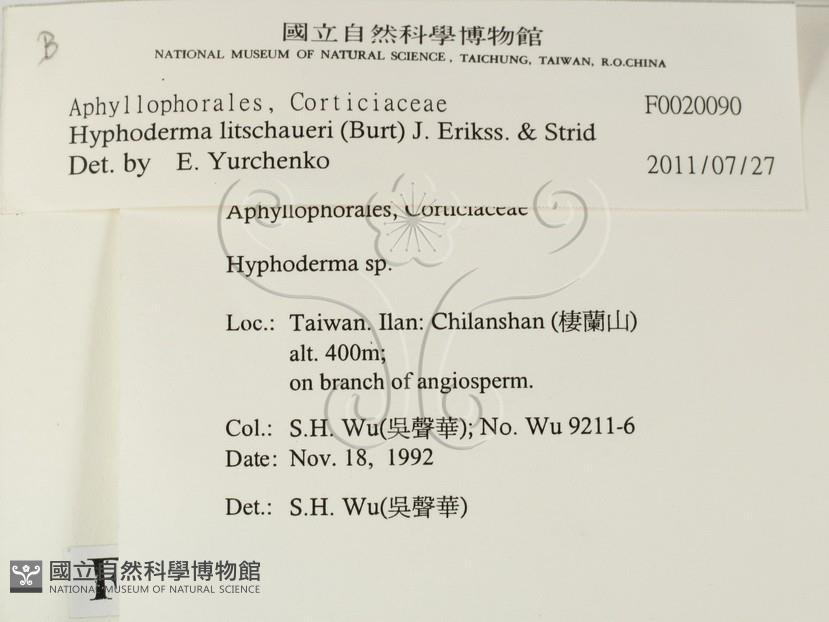 B
國立自然科學博物館
NATIONAL MUSEUM OF NATURAL SCIENCE, TAICHUNG, TAIWAN, R.O.CHINA
Aphyllophorales, Corticiaceae F0020090
Hyphoderma litschaueri (Burt) J. Erikss. & Strid
Det. by E. Yurchenko 2011/07/27
Aphyllophorales, Corticiaceae
Hyphoderma sp.
Loc.: Taiwan. Ilan: Chilanshan (棲蘭山)
alt. 400m;
on branch of angiosperm.
Col.: S.H. Wu(吳聲華); No. Wu 9211-6
Date: Nov. 18, 1992
Det.: S.H. Wu(吳聲華)
F
國立自然科學博物館
NATIONAL MUSEUM OF NATURAL SCIENCE